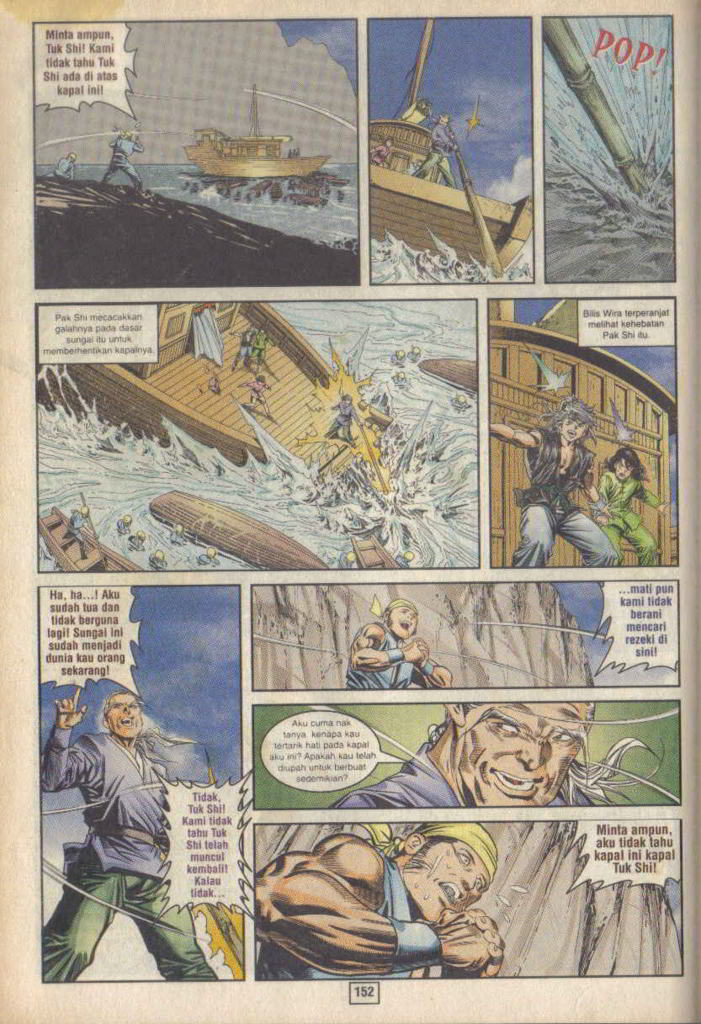 Minta ampun,
Tuk Shi! Kami
tidak tahu Tuk
Shi ada di atas
kapal ini!
POP!
Pak Shi mecacakkan
galahnya pada dasar
sungai itu untuk
memberhentikan kapalnya.
Bilis Wira terperanjat
melihat kehebatan
Pak Shi itu.
Ha, ha...! Aku
sudah tua dan
tidak berguna
lagi! Sungai ini
sudah menjadi
dunia kau orang
sekarang!
Tidak,
Tuk Shi!
Kami tidak
tahu Tuk
Shi telah
muncul
kembali!
Kalau
tidak...
...mati pun
kami tidak
berani
mencari
rezeki di
sini!
Aku cuma nak
tanya, kenapa kau
tertarik hati pada kapal
aku ini? Apakah kau telah
diupah untuk berbuat
sedemikian?
Minta ampun,
aku tidak tahu
kapal ini kapal
Tuk Shi!
152